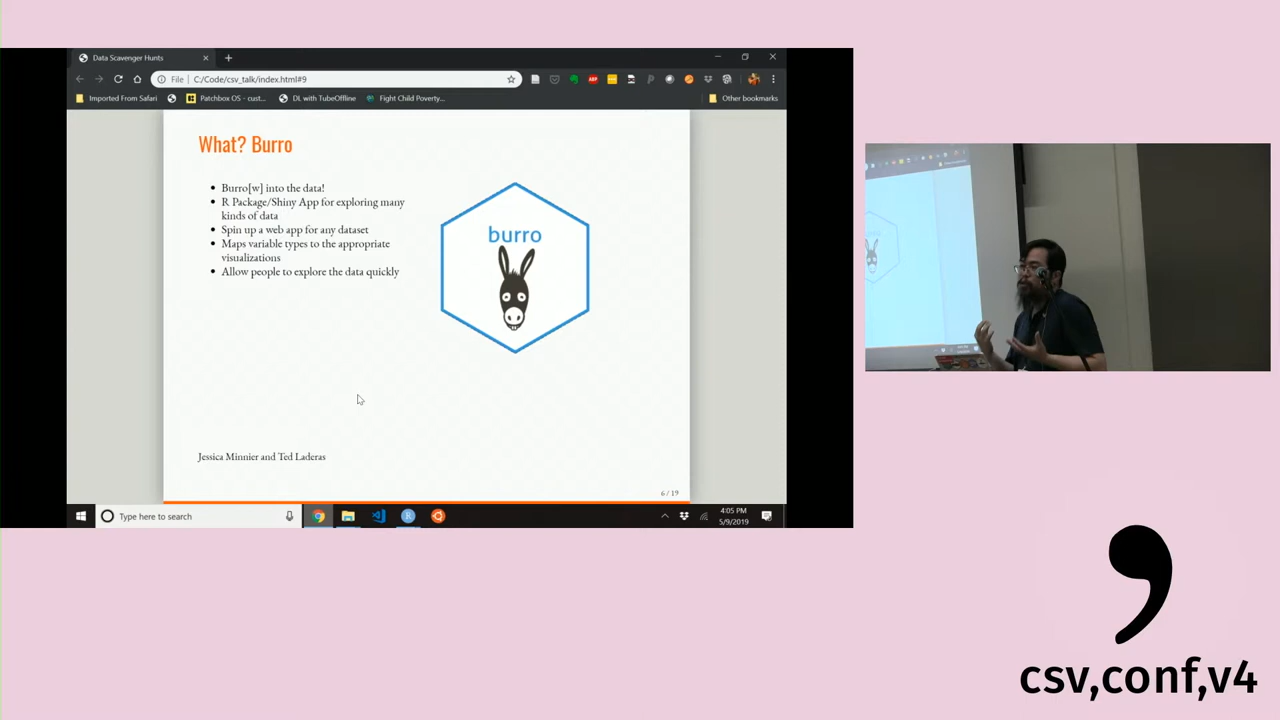 Data Scavenger Hunts
File
C:/Code/csv_talk/index.html#9
Imported From Safari
Patchbox OS - cust...
DL with TubeOffline
Fight Child Poverty...
Other bookmarks
What? Burro
Burro[w] into the data!
R Package/Shiny App for exploring many
kinds of data
Spin up a web app for any dataset
Maps variable types to the appropriate
visualizations
Allow people to explore the data quickly
burro
Jessica Minnier and Ted Laderas
6 / 19
Type here to search
4:05 PM
5/9/2019
csv,conf,v4